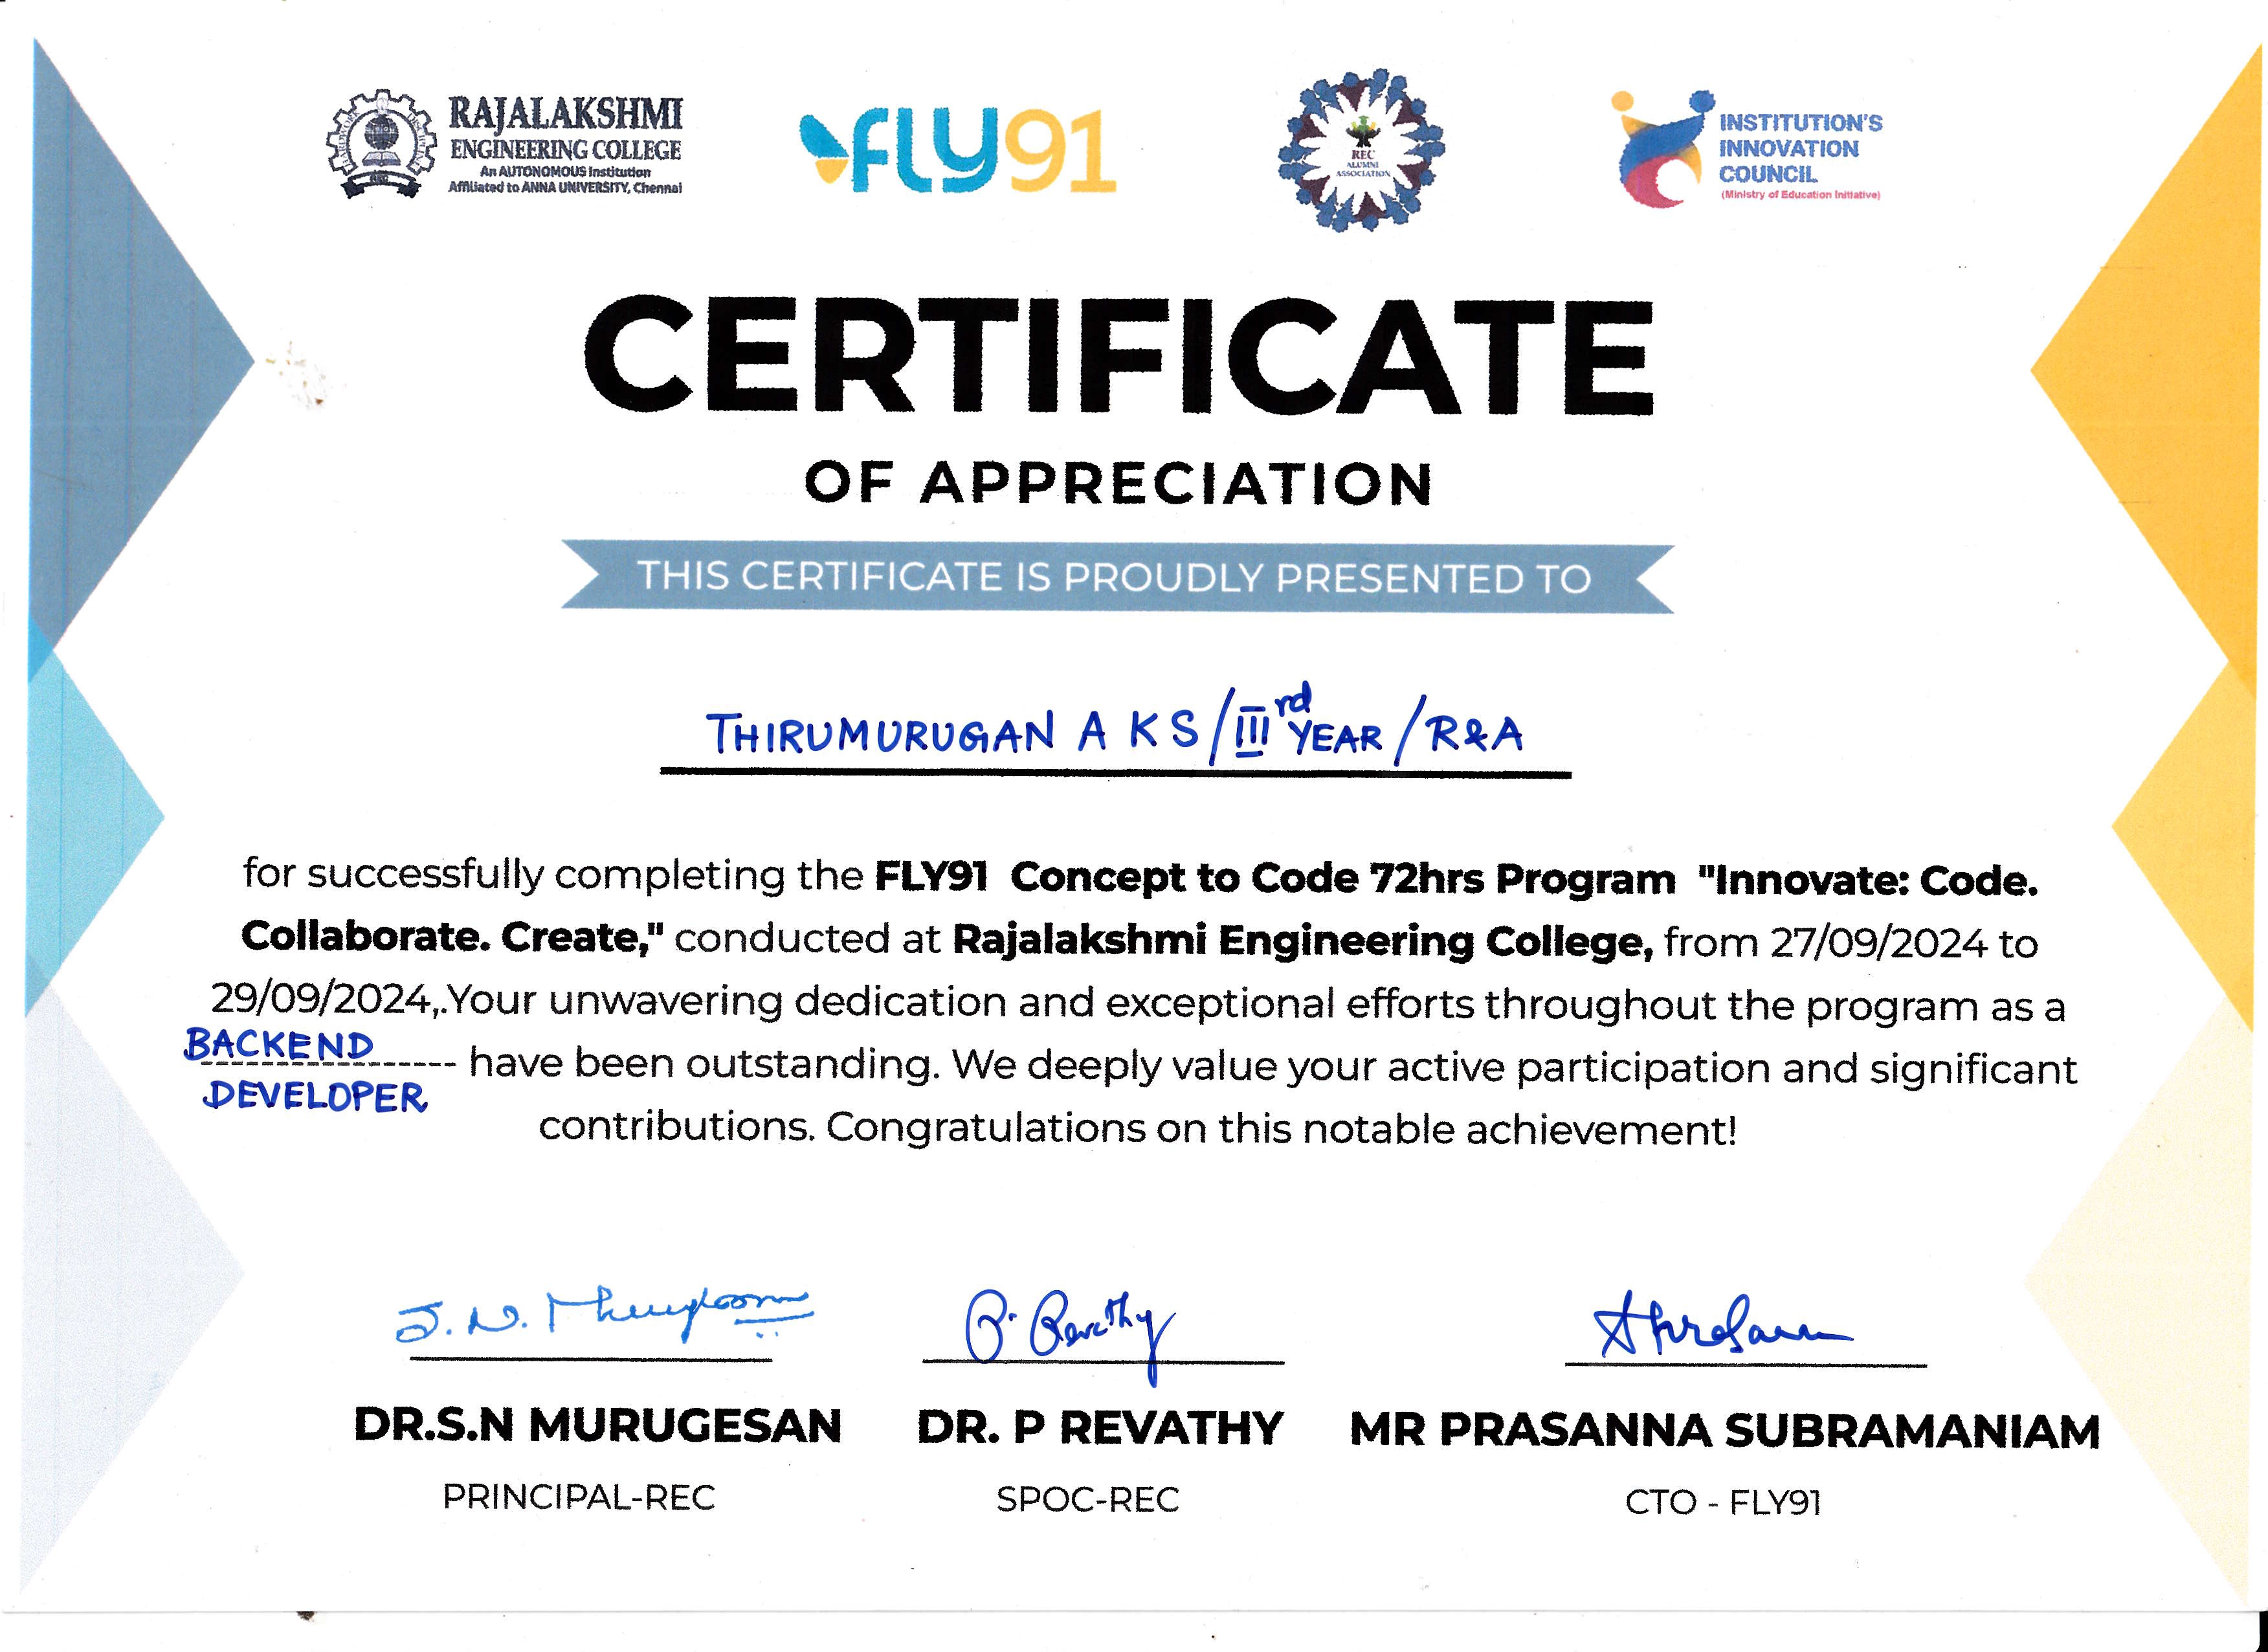 RAJALAKSHMI
ENGINEERING COLLEGE
An AUTONOMOUS Institution
Affiliated to ANNA UNIVERSITY, Chennai
fly91
REC
ALUMNI
ASSOCIATION
INSTITUTION'S
INNOVATION
COUNCIL
(Ministry of Education Initiative)
CERTIFICATE
OF APPRECIATION
THIS CERTIFICATE IS PROUDLY PRESENTED TO
THIRUMURUGAN A K S / III rd YEAR / R&A
for successfully completing the FLY91 Concept to Code 72hrs Program "Innovate: Code.
Collaborate. Create," conducted at Rajalakshmi Engineering College, from 27/09/2024 to
29/09/2024,.Your unwavering dedication and exceptional efforts throughout the program as a
BACKEND have been outstanding. We deeply value your active participation and significant
DEVELOPER
contributions. Congratulations on this notable achievement!
P. Revathy
DR.S.N MURUGESAN
PRINCIPAL-REC
DR. P REVATHY
SPOC-REC
MR PRASANNA SUBRAMANIAM
CTO - FLY91